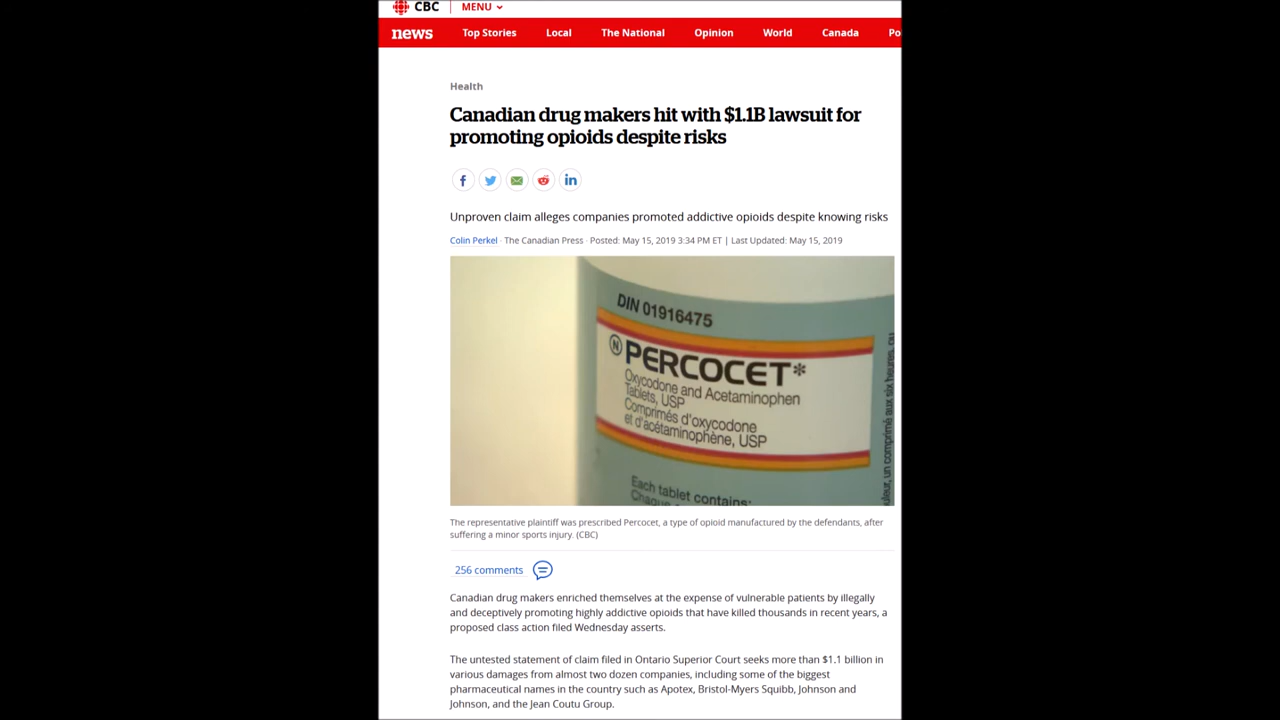 CBC MENU
news Top Stories Local The National Opinion World Canada Po
Health
Canadian drug makers hit with $1.1B lawsuit for
promoting opioids despite risks
Unproven claim alleges companies promoted addictive opioids despite knowing risks
Colin Perkel · The Canadian Press · Posted: May 15, 2019 3:34 PM ET | Last Updated: May 15, 2019
DIN 01916475
N PERCOCET*
Oxycodone and Acetaminophen
Tablets, USP
Comprimés d'oxycodone
et d'acétaminophène, USP
Each tablet contains:
un comprimé aux six heures, ou
The representative plaintiff was prescribed Percocet, a type of opioid manufactured by the defendants, after
suffering a minor sports injury. (CBC)
256 comments
Canadian drug makers enriched themselves at the expense of vulnerable patients by illegally
and deceptively promoting highly addictive opioids that have killed thousands in recent years, a
proposed class action filed Wednesday asserts.
The untested statement of claim filed in Ontario Superior Court seeks more than $1.1 billion in
various damages from almost two dozen companies, including some of the biggest
pharmaceutical names in the country such as Apotex, Bristol-Myers Squibb, Johnson and
Johnson, and the Jean Coutu Group.